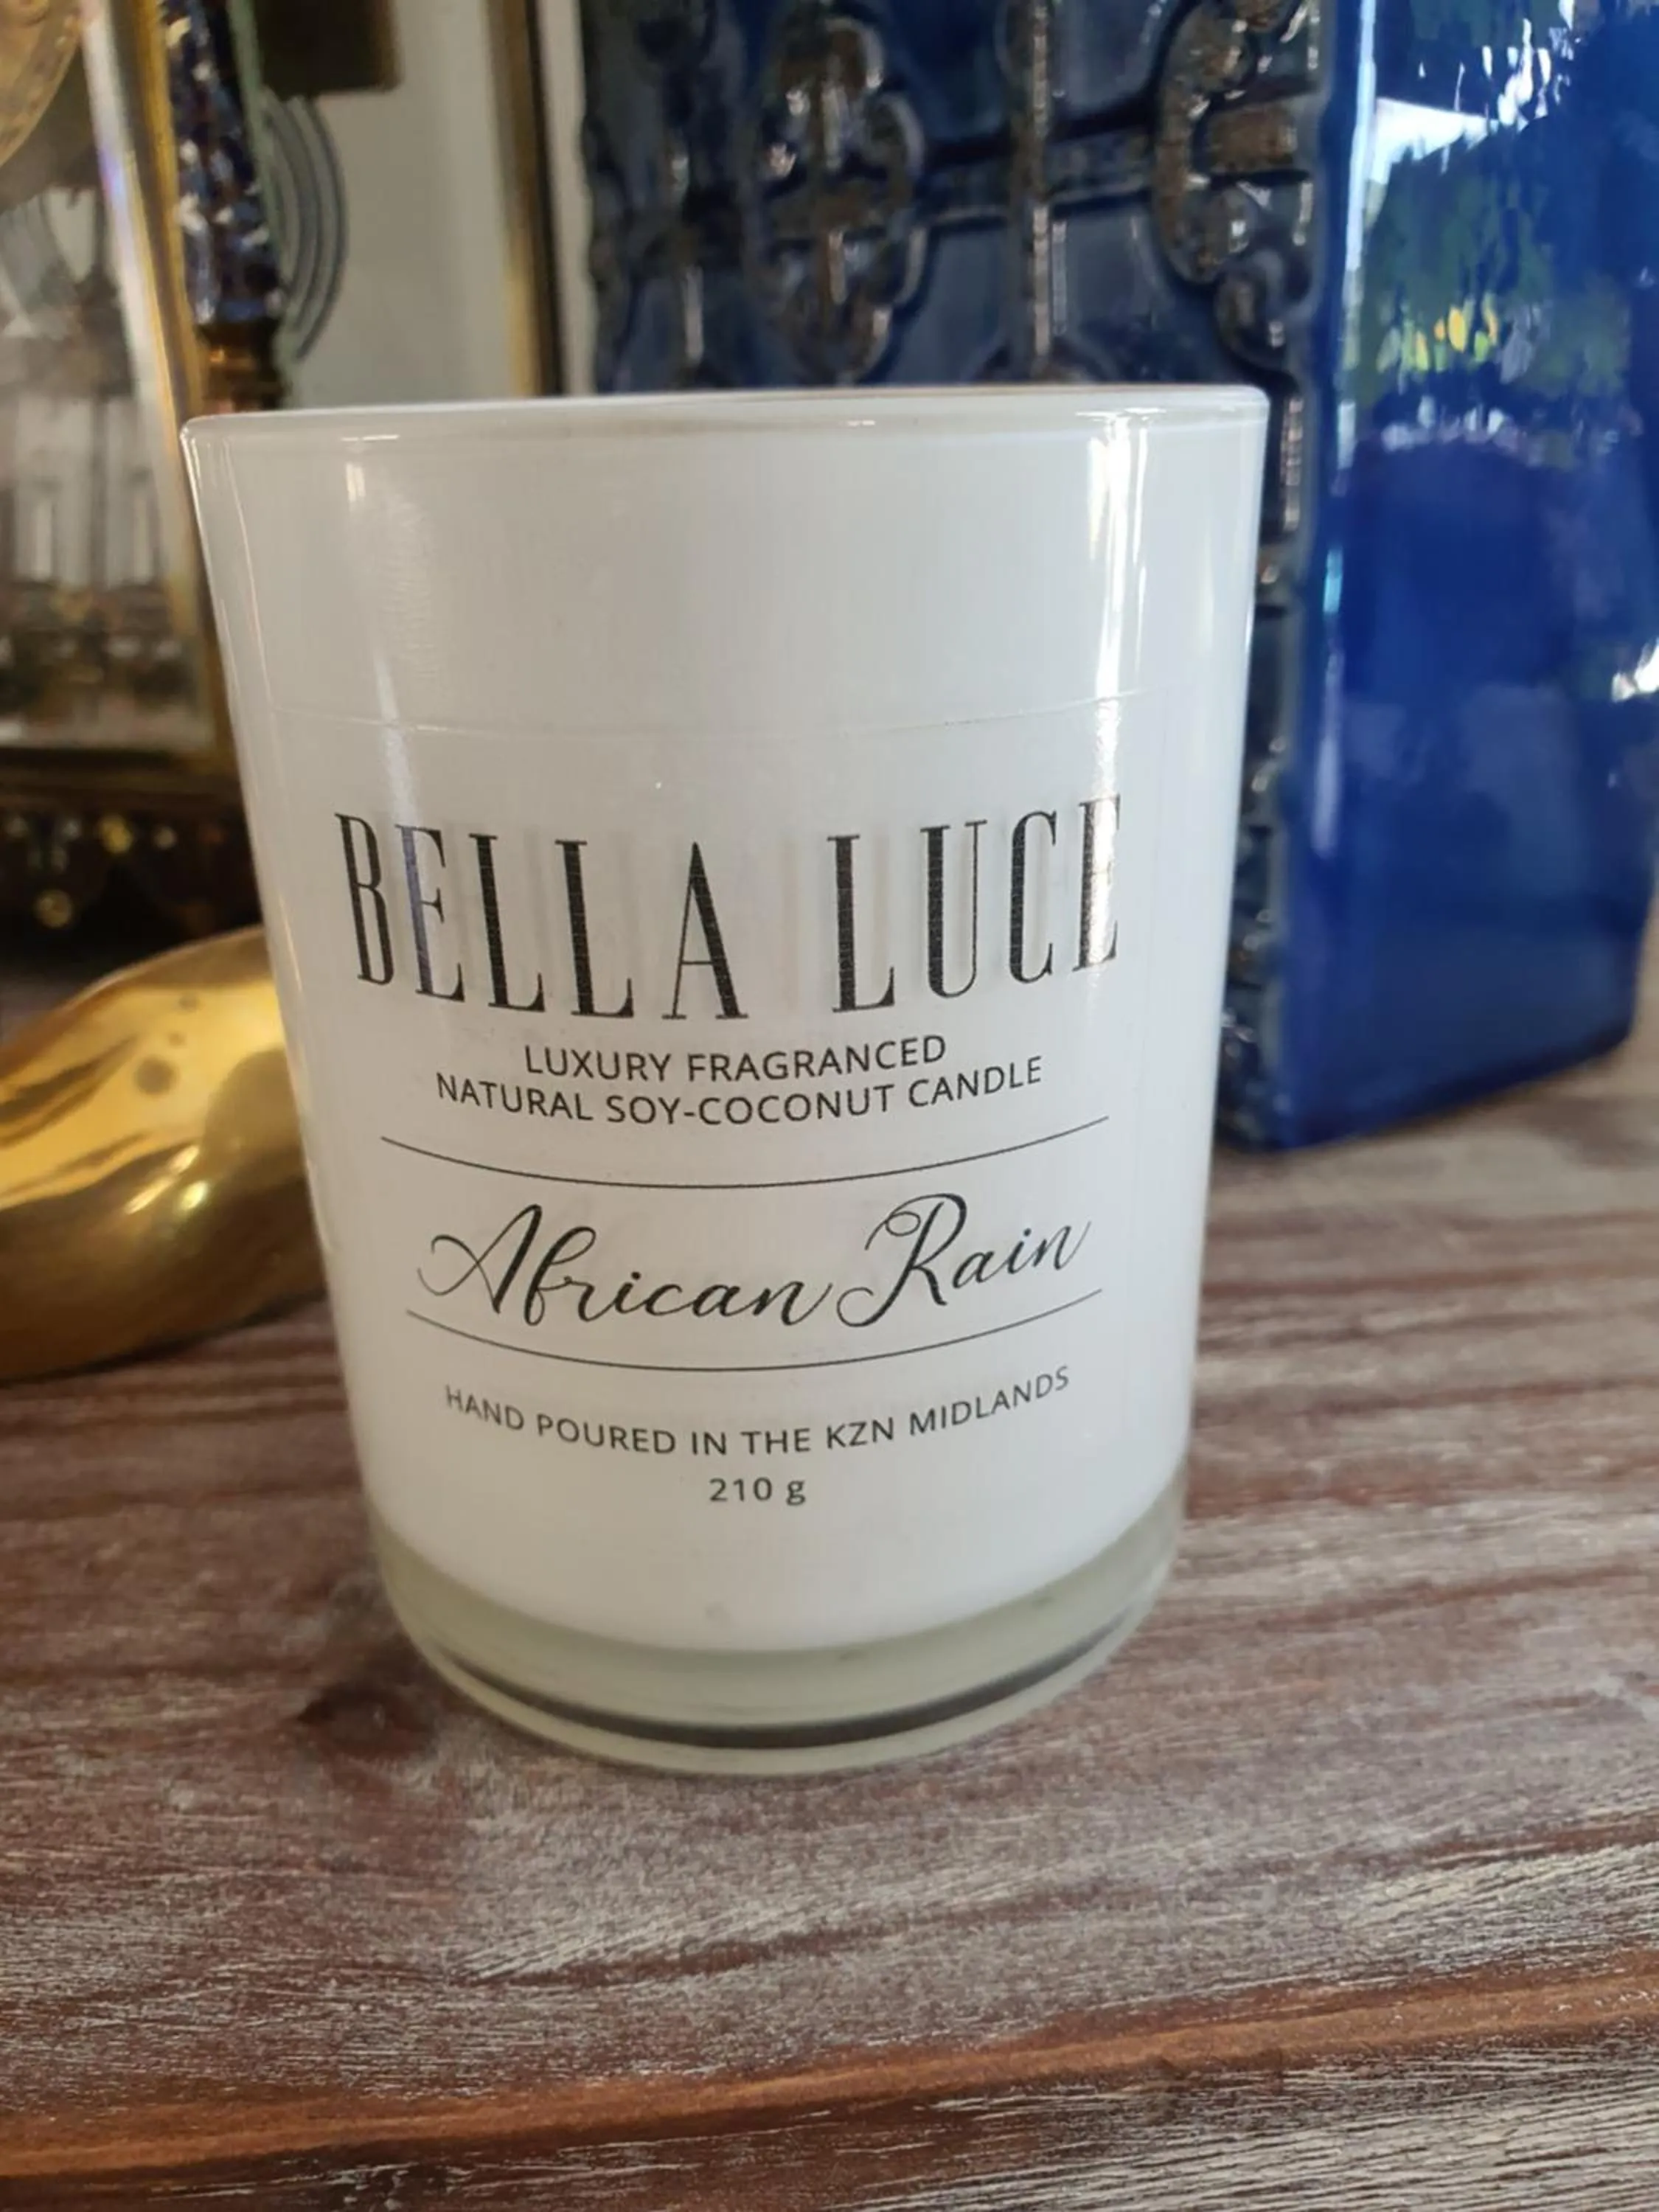 BELLA LUCE
LUXURY FRAGRANCED
NATURAL SOY-COCONUT CANDLE
African Rain
HAND POURED IN THE KZN MIDLANDS
210 g